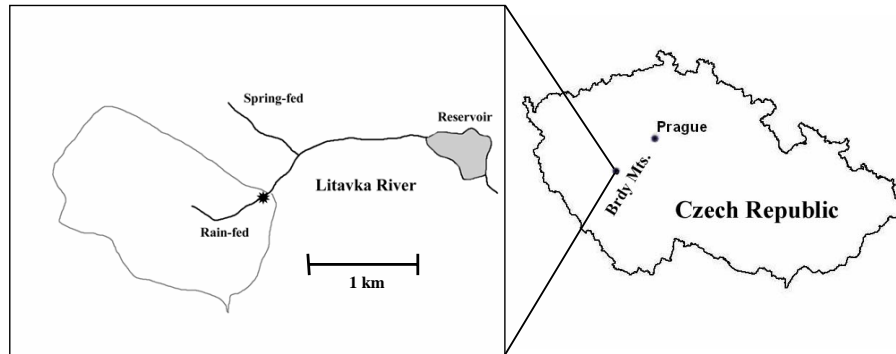 Spring-fed
Reservoir
Litavka River
Rain-fed
1 km
Prague
Brdy Mts.
Czech Republic